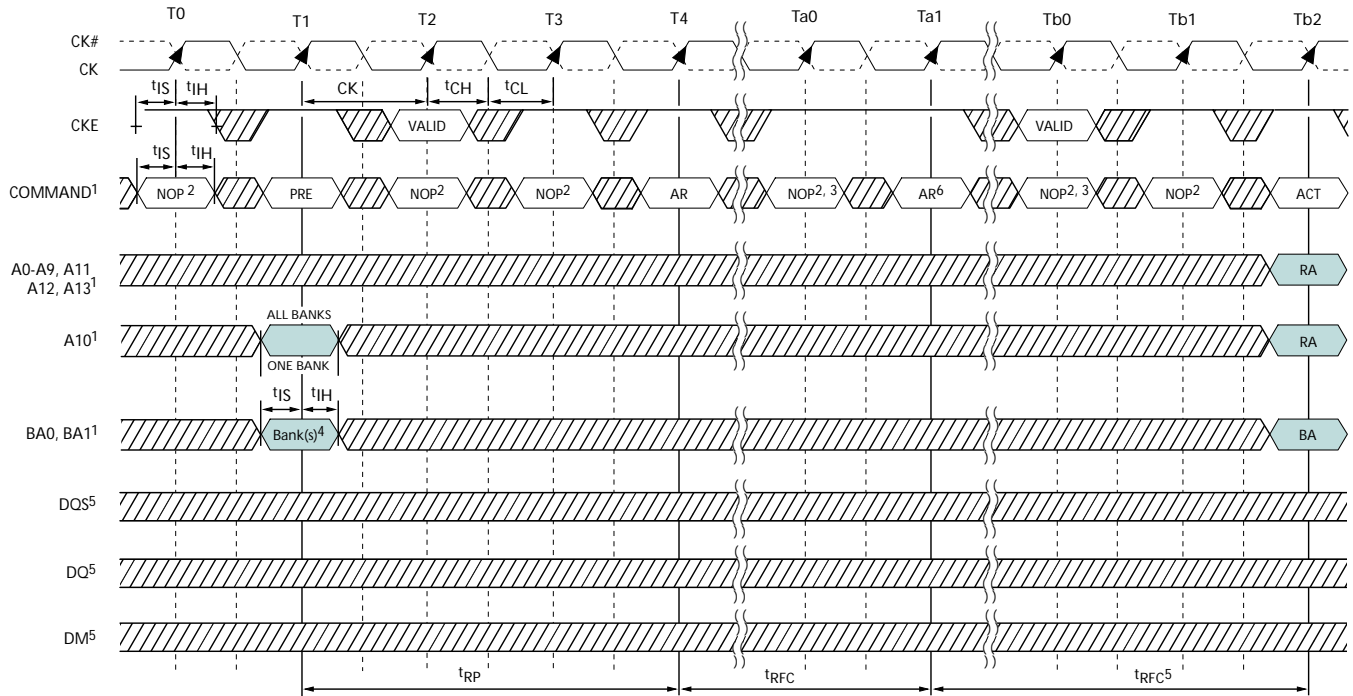 T0 T1 T2 T3 T4 Ta0 Ta1 Tb0 Tb1 Tb2
CK#
CK
tIS tIH CK tCH tCL
CKE VALID VALID
tIS tIH
COMMAND1 NOP 2 PRE NOP2 NOP2 AR NOP2, 3 AR6 NOP2, 3 NOP2 ACT
A0-A9, A11 RA
A12, A131
ALL BANKS
A101 RA
ONE BANK
tIS tIH
BA0, BA11 Bank(s)4 BA
DQS5
DQ5
DM5
tRP tRFC tRFC5